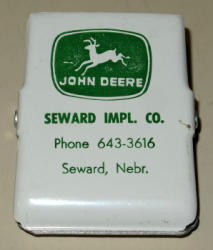 JOHN DEERE
SEWARD IMPL. CO.
Phone 643-3616
Seward, Nebr.